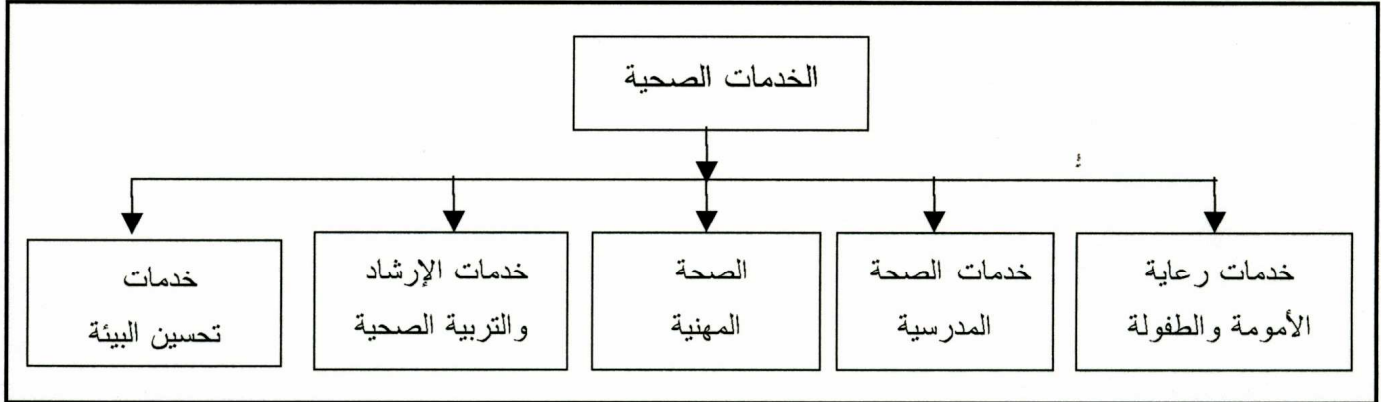 الخدمات الصحية
خدمات رعاية
الأمومة والطفولة
خدمات الصحة
المدرسية
الصحة
المهنية
خدمات الإرشاد
والتربية الصحية
خدمات
تحسين البيئة